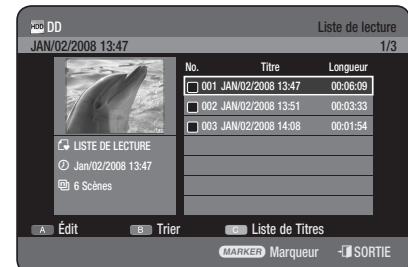 HDD DD Liste de lecture
JAN/02/2008 13:47 1/3
No. Titre Longueur
001 JAN/02/2008 13:47 00:06:09
002 JAN/02/2008 13:51 00:03:33
003 JAN/02/2008 14:08 00:01:54
LISTE DE LECTURE
Jan/02/2008 13:47
6 Scènes
A Édit B Trier C Liste de Titres
MARKER Marqueur SORTIE